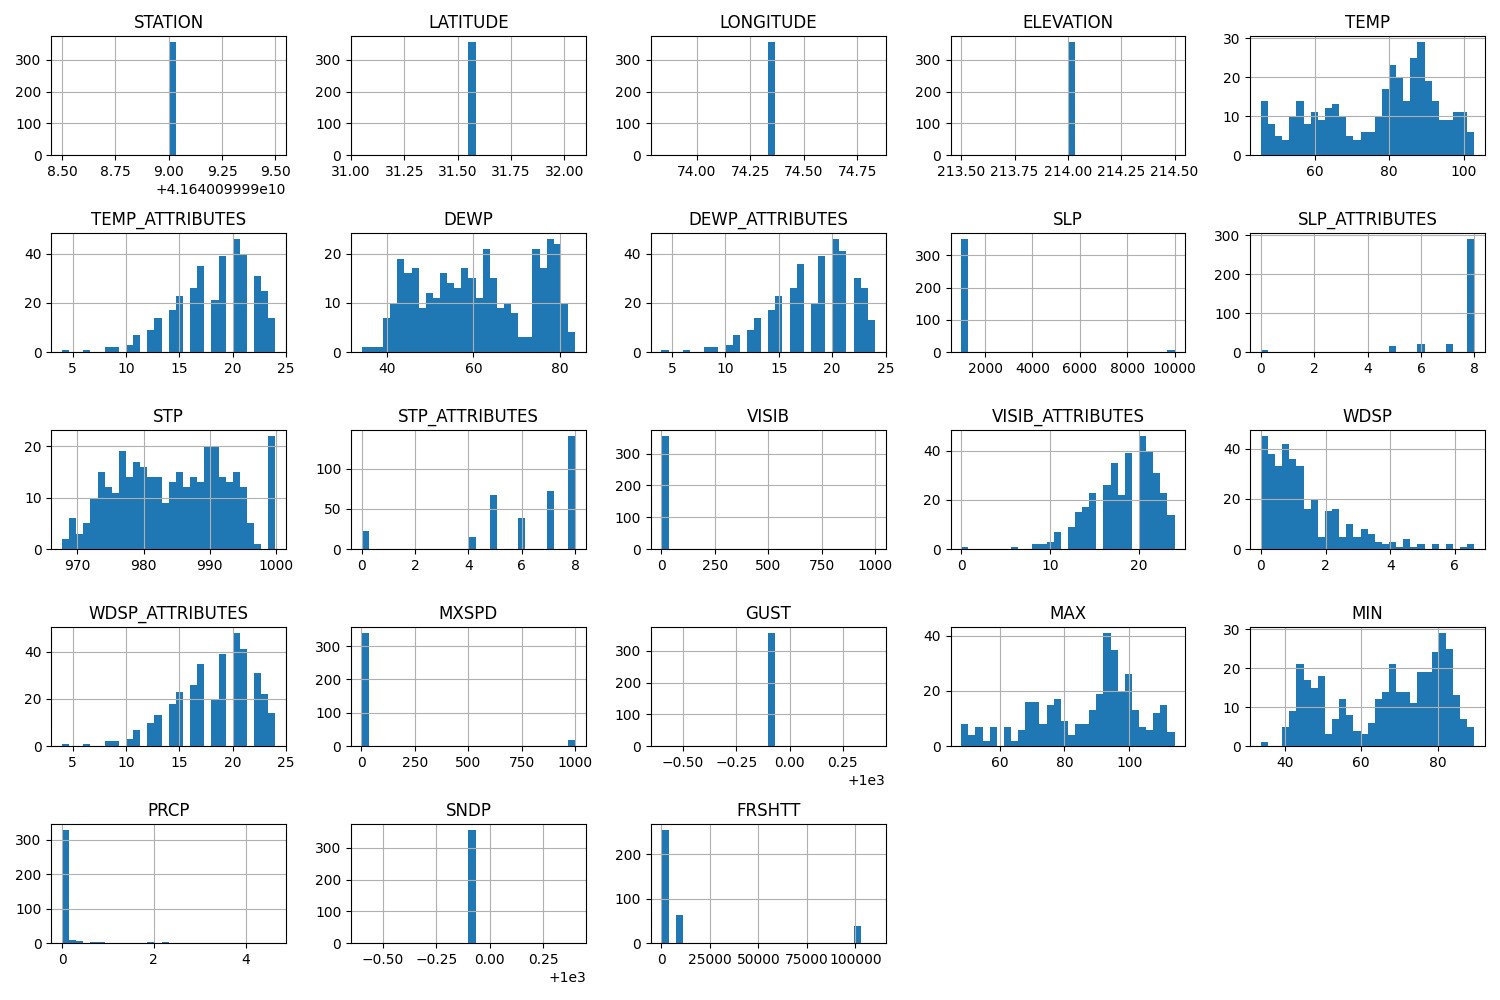 STATION LATITUDE LONGITUDE ELEVATION TEMP
300 200 100 0
8.50 8.75 9.00 9.25 9.50
+4.164009999e10
300 200 100 0
31.00 31.25 31.50 31.75 32.00
300 200 100 0
74.00 74.25 74.50 74.75
300 200 100 0
213.50 213.75 214.00 214.25 214.50
30 20 10 0
60 80 100
TEMP_ATTRIBUTES DEWP DEWP_ATTRIBUTES SLP SLP_ATTRIBUTES
40 20 0
5 10 15 20 25
20 10 0
40 60 80
40 20 0
5 10 15 20 25
300 200 100 0
2000 4000 6000 8000 10000
300 200 100 0
0 2 4 6 8
STP STP_ATTRIBUTES VISIB VISIB_ATTRIBUTES WDSP
20 10 0
970 980 990 1000
100 50 0
0 2 4 6 8
300 200 100 0
0 250 500 750 1000
40 20 0
0 10 20
40 20 0
0 2 4 6
WDSP_ATTRIBUTES MXSPD GUST MAX MIN
40 20 0
5 10 15 20 25
300 200 100 0
0 250 500 750 1000
300 200 100 0
−0.50 −0.25 0.00 0.25
+1e3
40 20 0
60 80 100
30 20 10 0
40 60 80
PRCP SNDP FRSHTT
300 200 100 0
0 2 4
300 200 100 0
−0.50 −0.25 0.00 0.25
+1e3
200 100 0
0 25000 50000 75000 100000